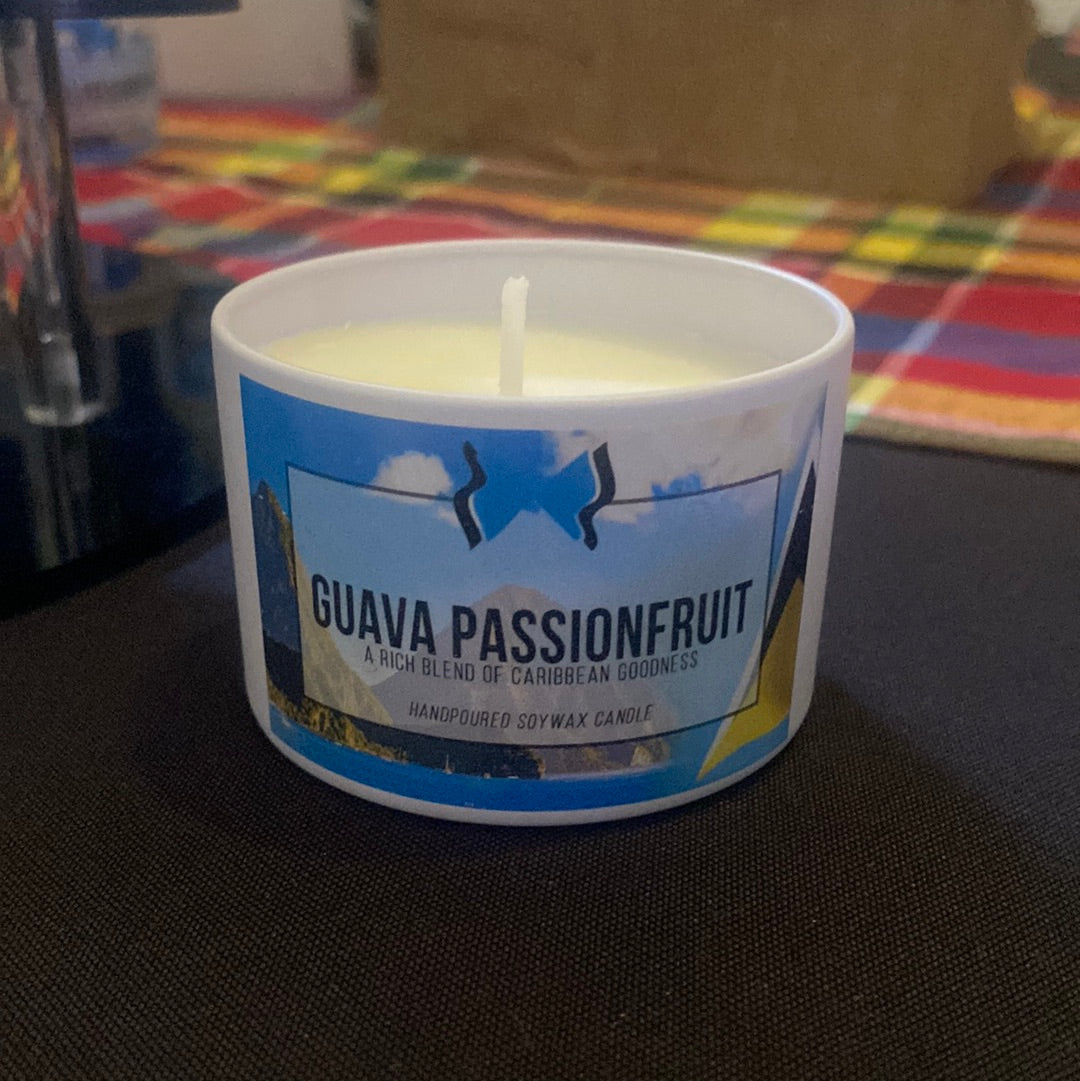 GUAVA PASSIONFRUIT
A RICH BLEND OF CARIBBEAN GOODNESS
HANDPOURED SOYWAX CANDLE